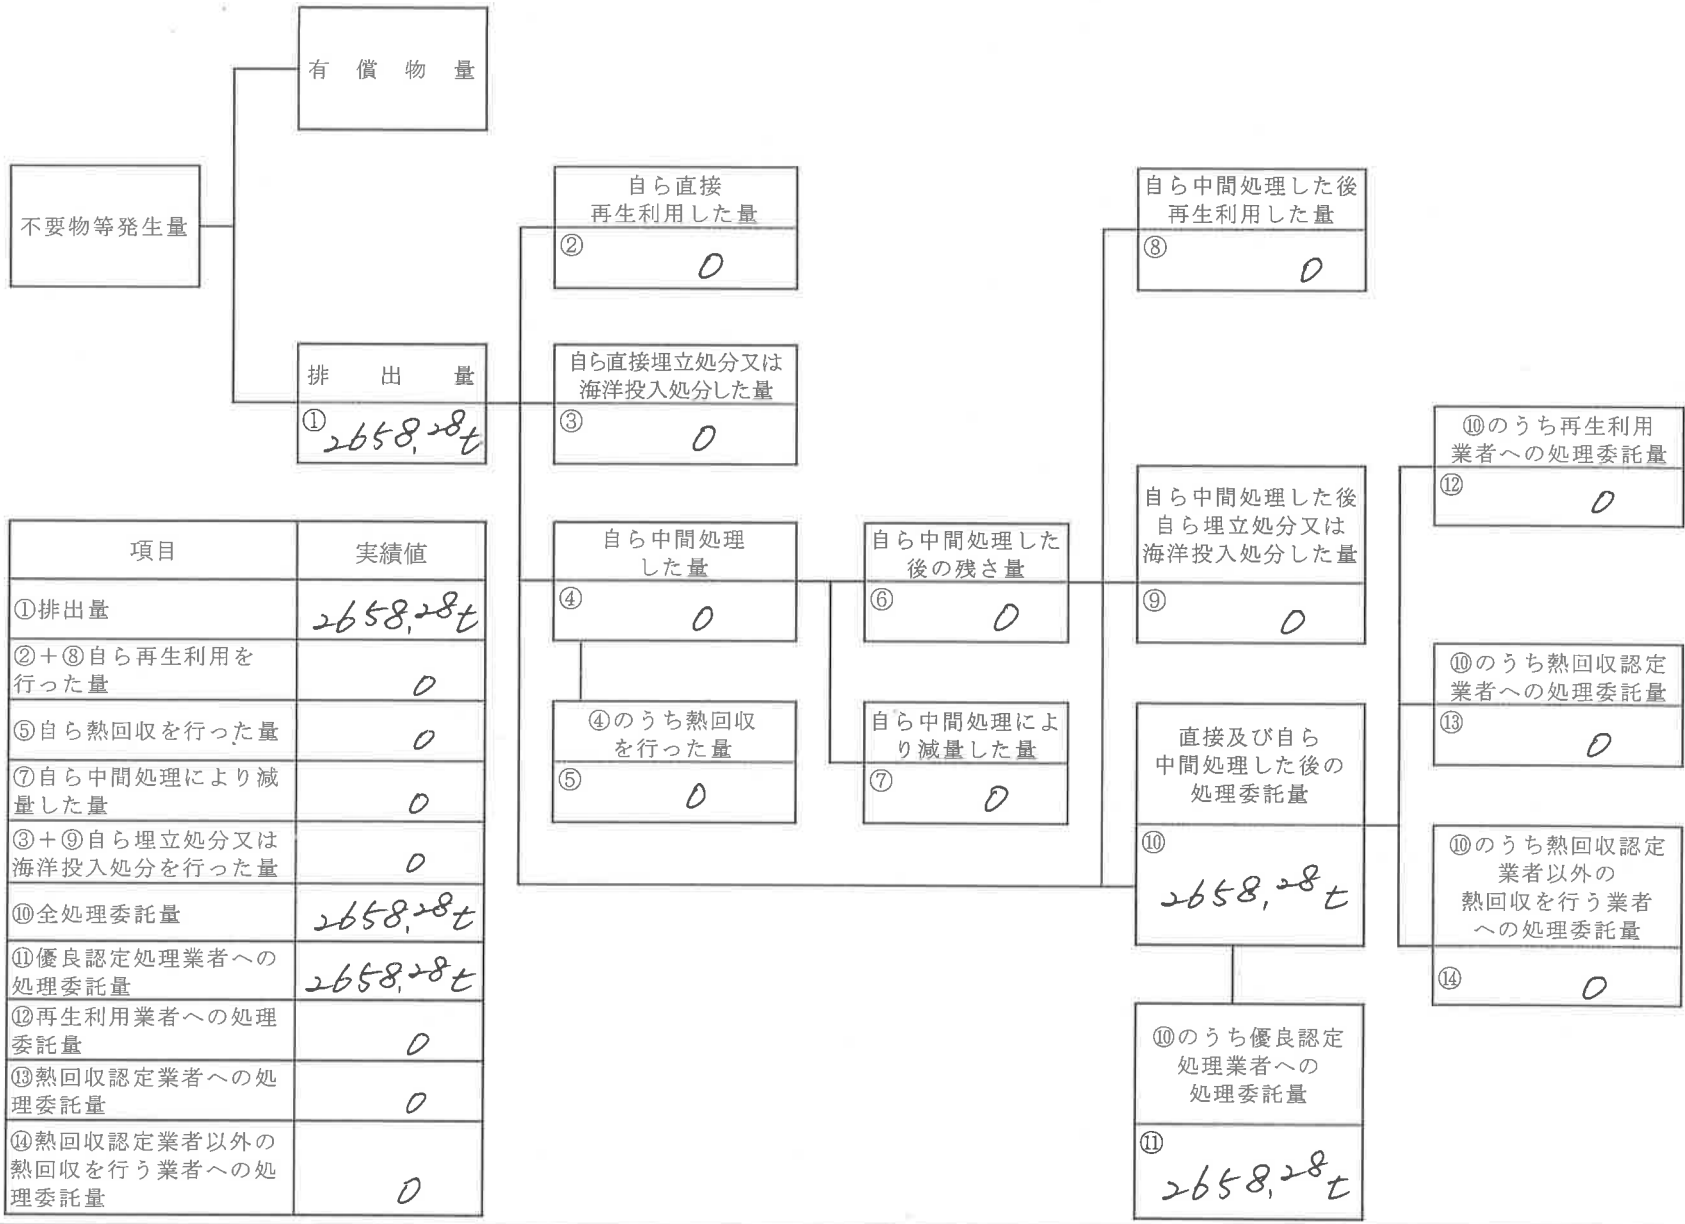 有償物量
不要物等発生量
排出量
①2658.28t
自ら直接
再生利用した量
②
0
自ら直接埋立処分又は
海洋投入処分した量
③
0
自ら中間処理
した量
④
0
④のうち熱回収
を行った量
⑤
0
自ら中間処理した
後の残さ量
⑥
0
自ら中間処理によ
り減量した量
⑦
0
自ら中間処理した後
再生利用した量
⑧
0
自ら中間処理した後
自ら埋立処分又は
海洋投入処分した量
⑨
0
直接及び自ら
中間処理した後の
処理委託量
⑩
2658.28t
⑩のうち優良認定
処理業者への
処理委託量
⑪
2658.28t
⑩のうち再生利用
業者への処理委託量
⑫
0
⑩のうち熱回収認定
業者への処理委託量
⑬
0
⑩のうち熱回収認定
業者以外の
熱回収を行う業者
への処理委託量
⑭
0
項目 実績値
①排出量 2658.28t
②+⑧自ら再生利用を
行った量 0
⑤自ら熱回収を行った量 0
⑦自ら中間処理により減
量した量 0
③+⑨自ら埋立処分又は
海洋投入処分を行った量 0
⑩全処理委託量 2658.28t
⑪優良認定処理業者への
処理委託量 2658.28t
⑫再生利用業者への処理
委託量 0
⑬熱回収認定業者への処
理委託量 0
⑭熱回収認定業者以外の
熱回収を行う業者への処
理委託量 0